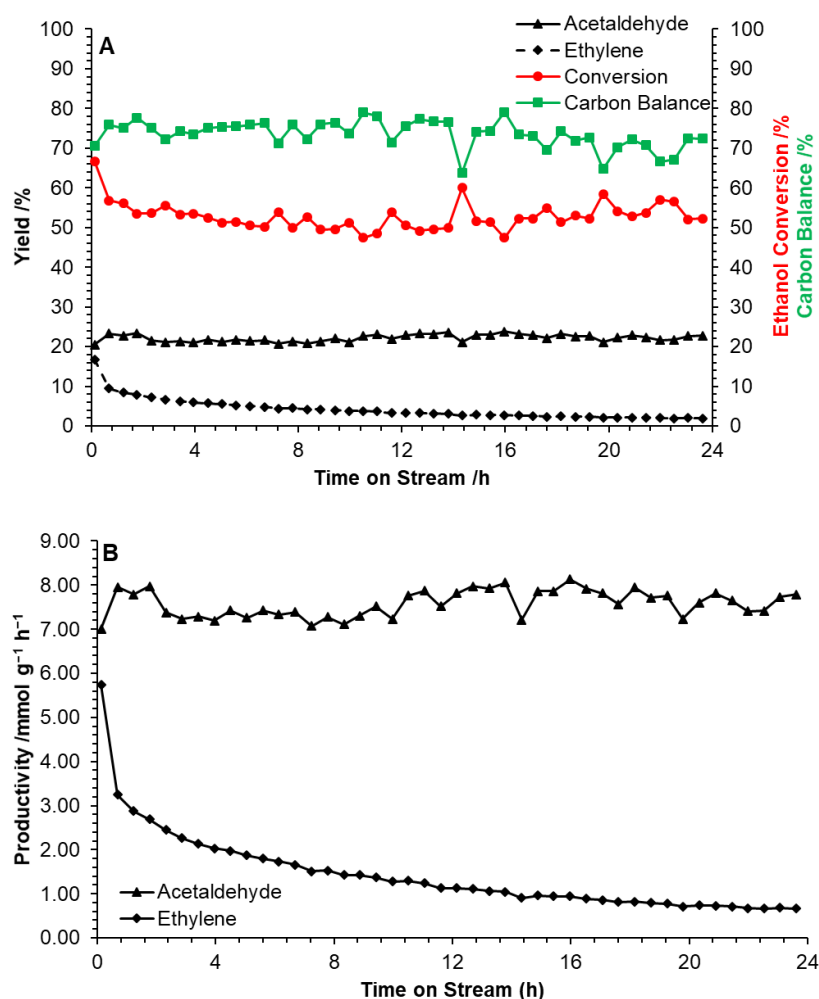 A
Acetaldehyde
Ethylene
Conversion
Carbon Balance
100
90
80
70
60
50
40
30
20
10
0
Yield /%
100
90
80
70
60
50
40
30
20
10
0
Ethanol Conversion /%
Carbon Balance /%
0 4 8 12 16 20 24
Time on Stream /h
B
9.00
8.00
7.00
6.00
5.00
4.00
3.00
2.00
1.00
0.00
Productivity /mmol g⁻¹ h⁻¹
Acetaldehyde
Ethylene
0 4 8 12 16 20 24
Time on Stream (h)